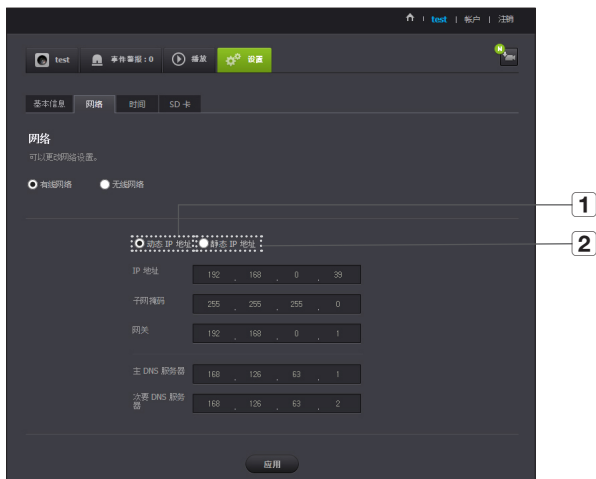 test | 帐户 | 注销
test 事件警报 : 0 播放 设置
N
基本信息 网络 时间 SD 卡
网络
可以更改网络设置。
有线网络 无线网络
1
动态 IP 地址 静态 IP 地址
2
IP 地址 192 . 168 . 0 . 39
子网掩码 255 . 255 . 255 . 0
网关 192 . 168 . 0 . 1
主 DNS 服务器 168 . 126 . 63 . 1
次要 DNS 服务
器 168 . 126 . 63 . 2
应用